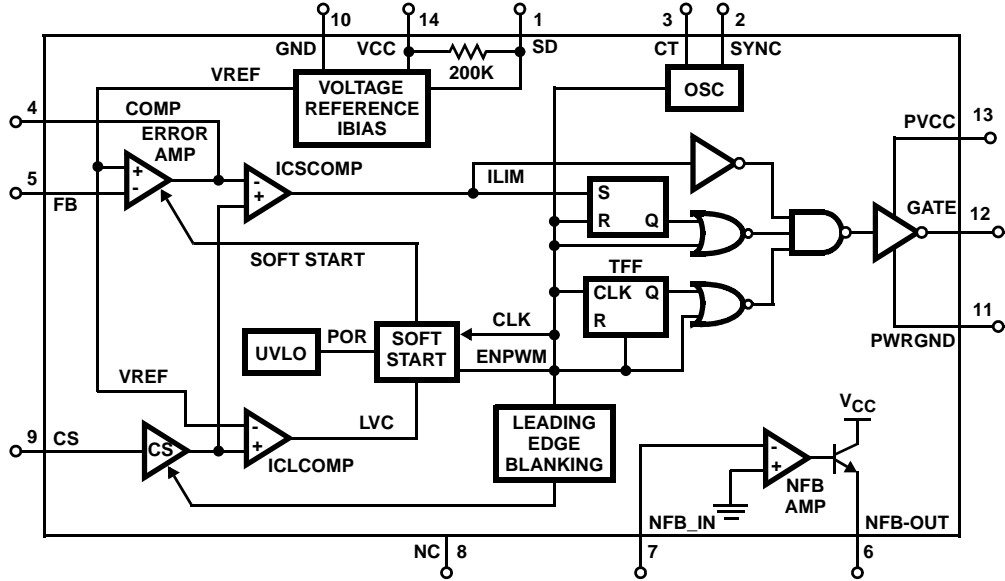 10
14
1
3
2
GND
VCC
SD
CT
SYNC
200K
VREF
VOLTAGE
REFERENCE
IBIAS
OSC
4
COMP
ERROR
AMP
13
PVCC
+
-
ICSCOMP
-
+
ILIM
5
FB
S
R
Q
GATE
12
SOFT START
TFF
CLK
Q
R
11
PWRGND
UVLO
POR
SOFT
START
CLK
ENPWM
VREF
9
CS
CS
-
+
ICLCOMP
LVC
LEADING
EDGE
BLANKING
VCC
-
+
NFB
AMP
NFB_IN
NFB-OUT
NC
8
7
6